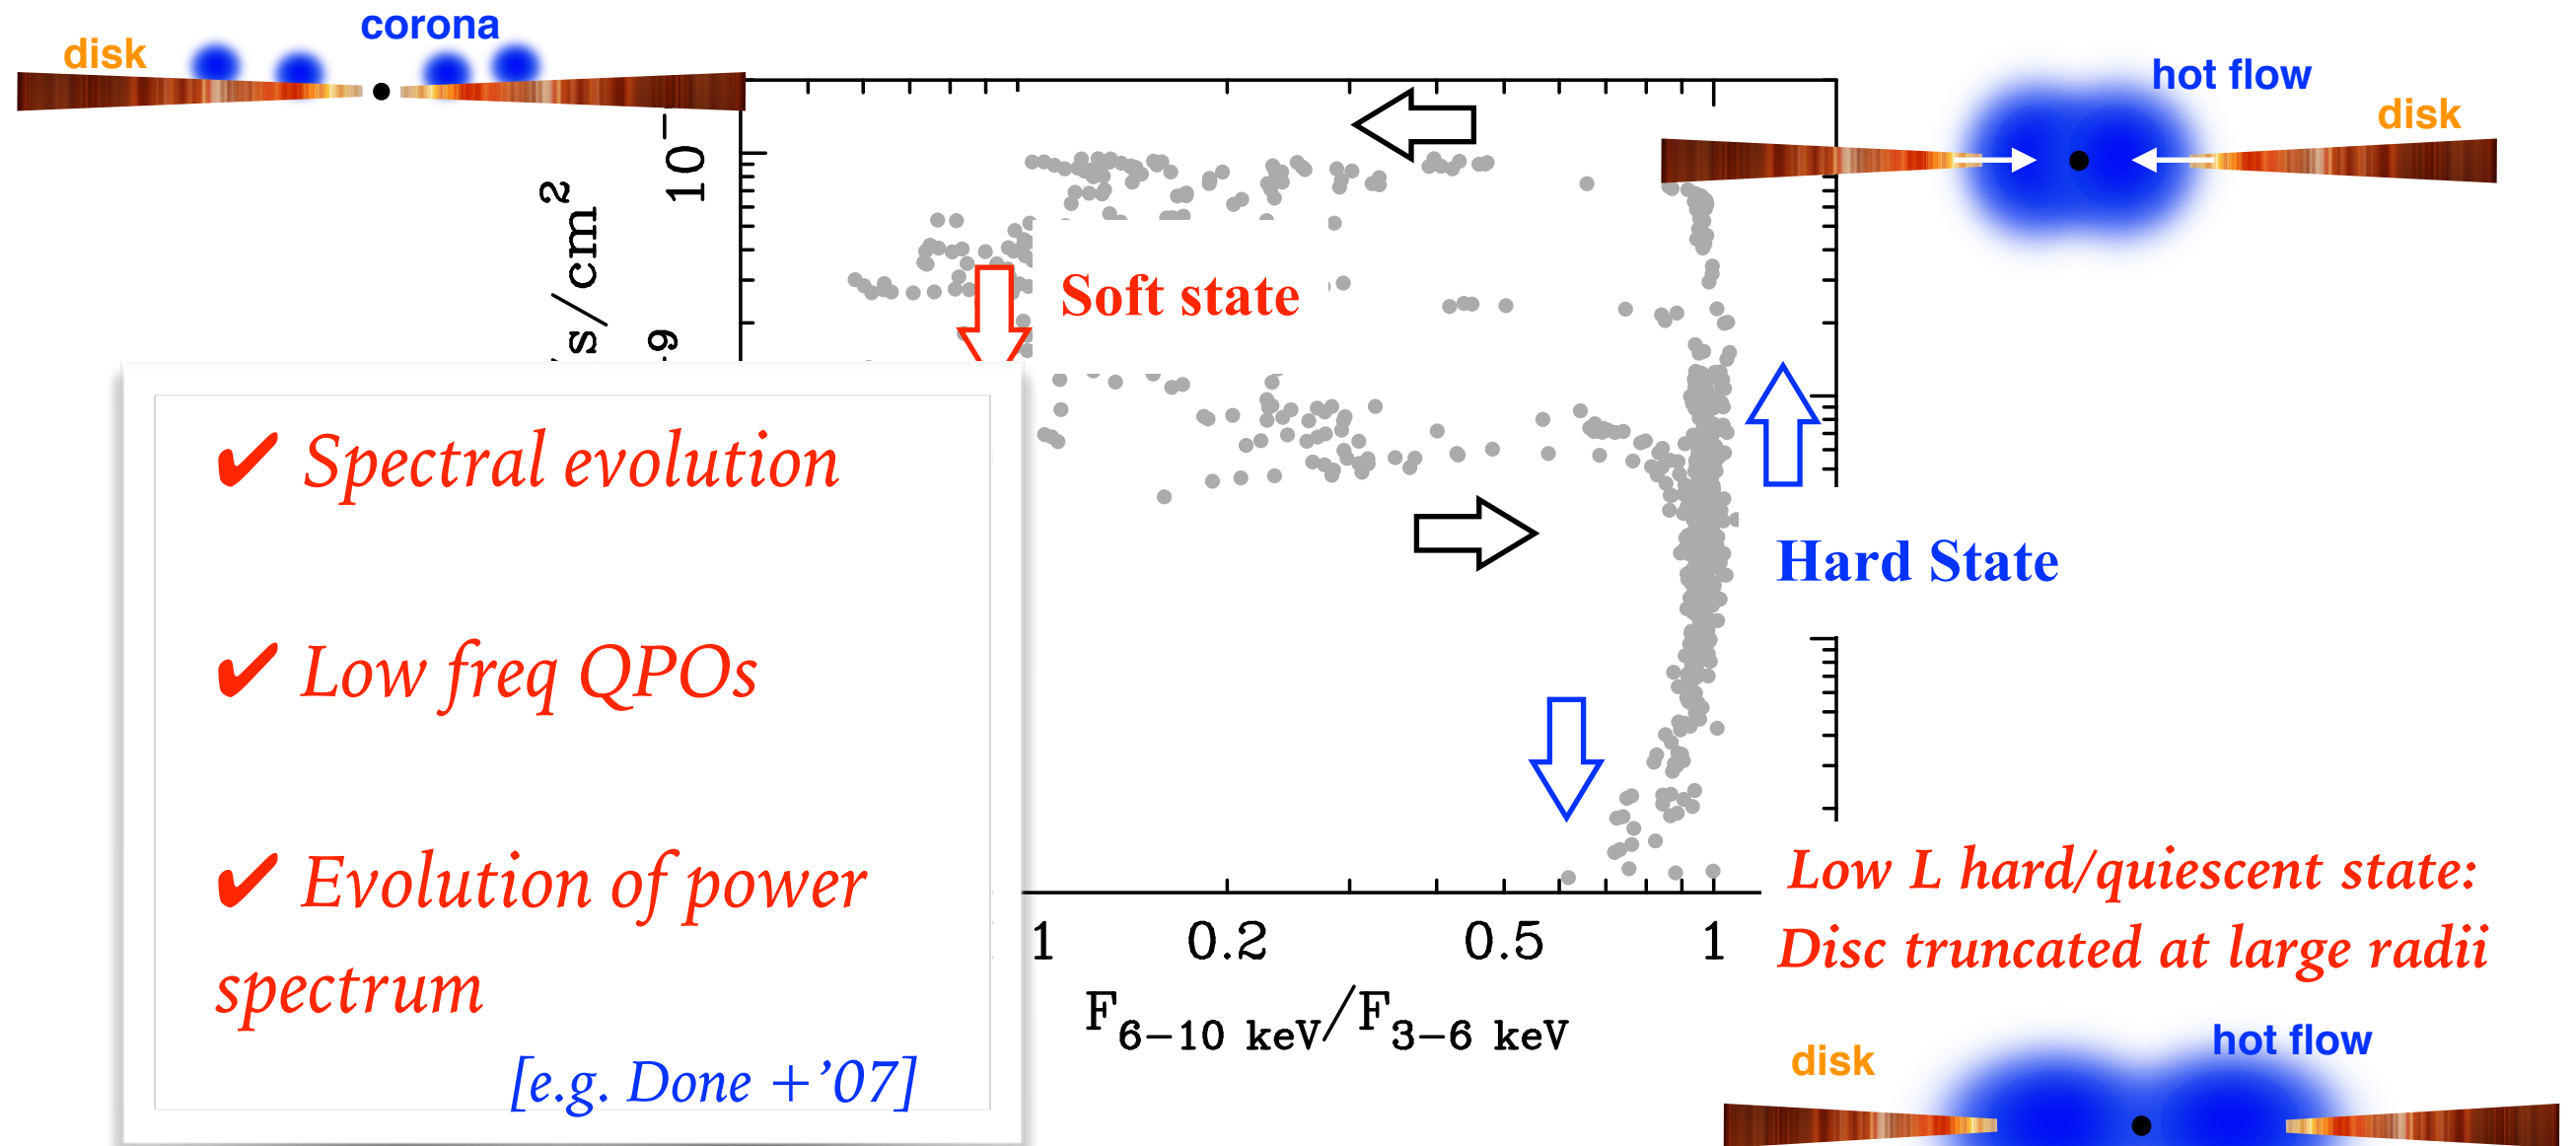 corona
disk
hot flow
disk
10⁻
s/cm²
-9
Soft state
Hard State
✔ Spectral evolution
✔ Low freq QPOs
✔ Evolution of power
spectrum
[e.g. Done +'07]
Low L hard/quiescent state:
Disc truncated at large radii
1 0.2 0.5 1
F6−10 keV/F3−6 keV
hot flow
disk